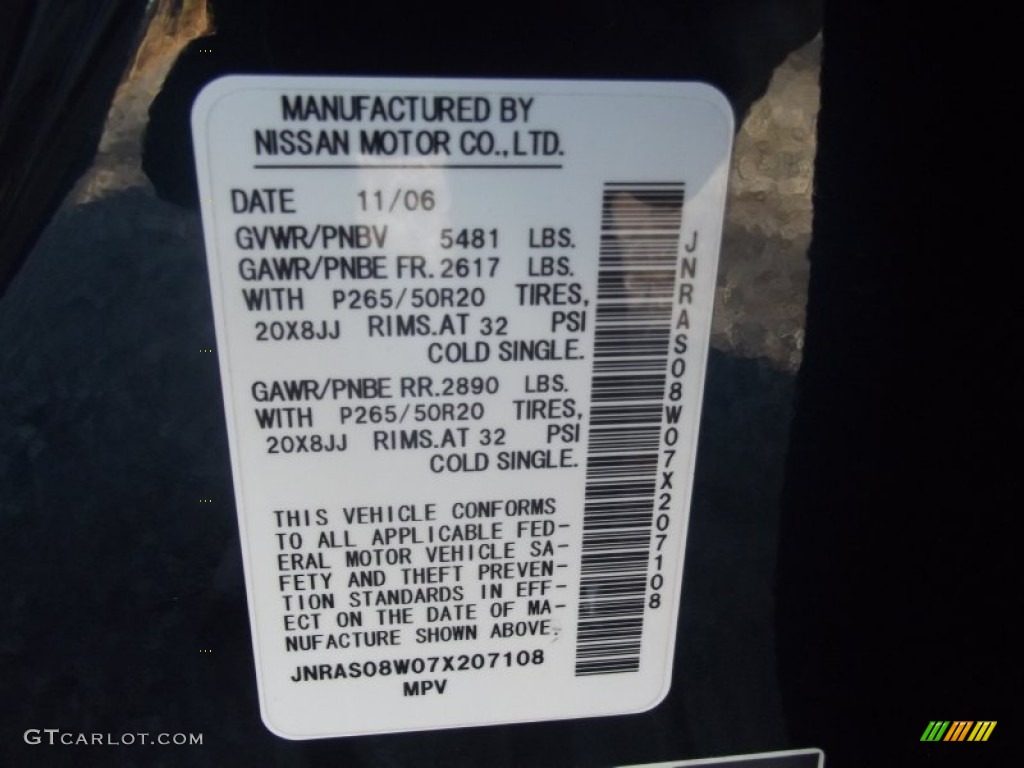 MANUFACTURED BY
NISSAN MOTOR CO., LTD.
DATE 11/06
GVWR/PNBV 5481 LBS.
GAWR/PNBE FR. 2617 LBS.
WITH P265/50R20 TIRES,
20X8JJ RIMS.AT 32 PSI
COLD SINGLE.
GAWR/PNBE RR. 2890 LBS.
WITH P265/50R20 TIRES,
20X8JJ RIMS.AT 32 PSI
COLD SINGLE.
THIS VEHICLE CONFORMS
TO ALL APPLICABLE FED-
ERAL MOTOR VEHICLE SA-
FETY AND THEFT PREVEN-
TION STANDARDS IN EFF-
ECT ON THE DATE OF MA-
NUFACTURE SHOWN ABOVE.
JNRAS08W07X207108
MPV
JNRAS08W07X207108
GTCARLOT.COM